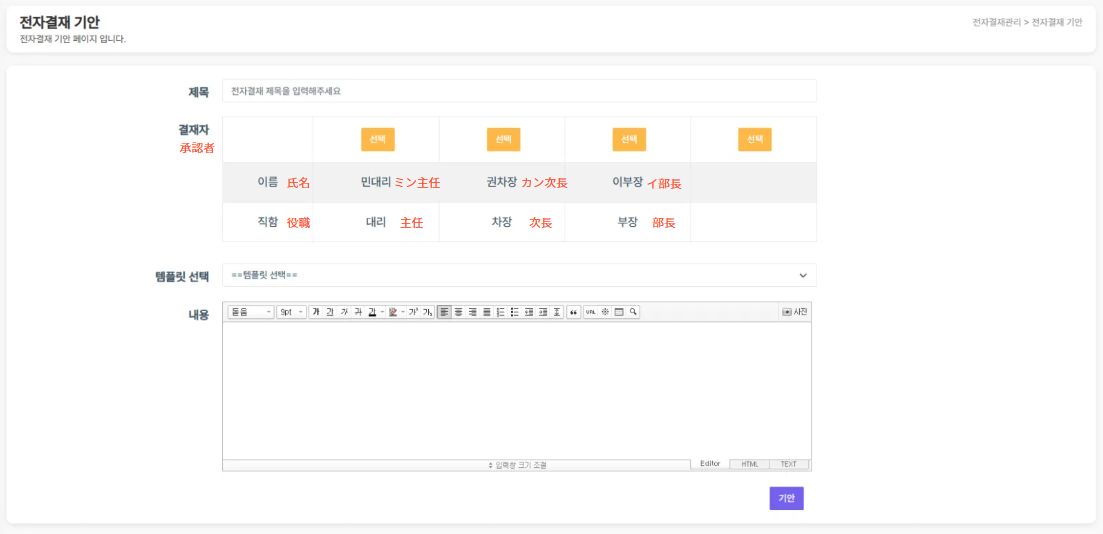 전자결재 기안
전자결재관리 > 전자결재 기안
전자결재 기안 페이지 입니다.
제목 전자결재 제목을 입력해주세요
결재자 선택 선택 선택 선택
承認者
이름 氏名 민대리 ミン主任 권차장 カン次長 이부장 イ部長
직함 役職 대리 主任 차장 次長 부장 部長
템플릿 선택 ==템플릿 선택==
내용 돋움 9pt 가 가 가 가 가 가 가 URL 사진
입력창 크기 조절 Editor HTML TEXT
기안